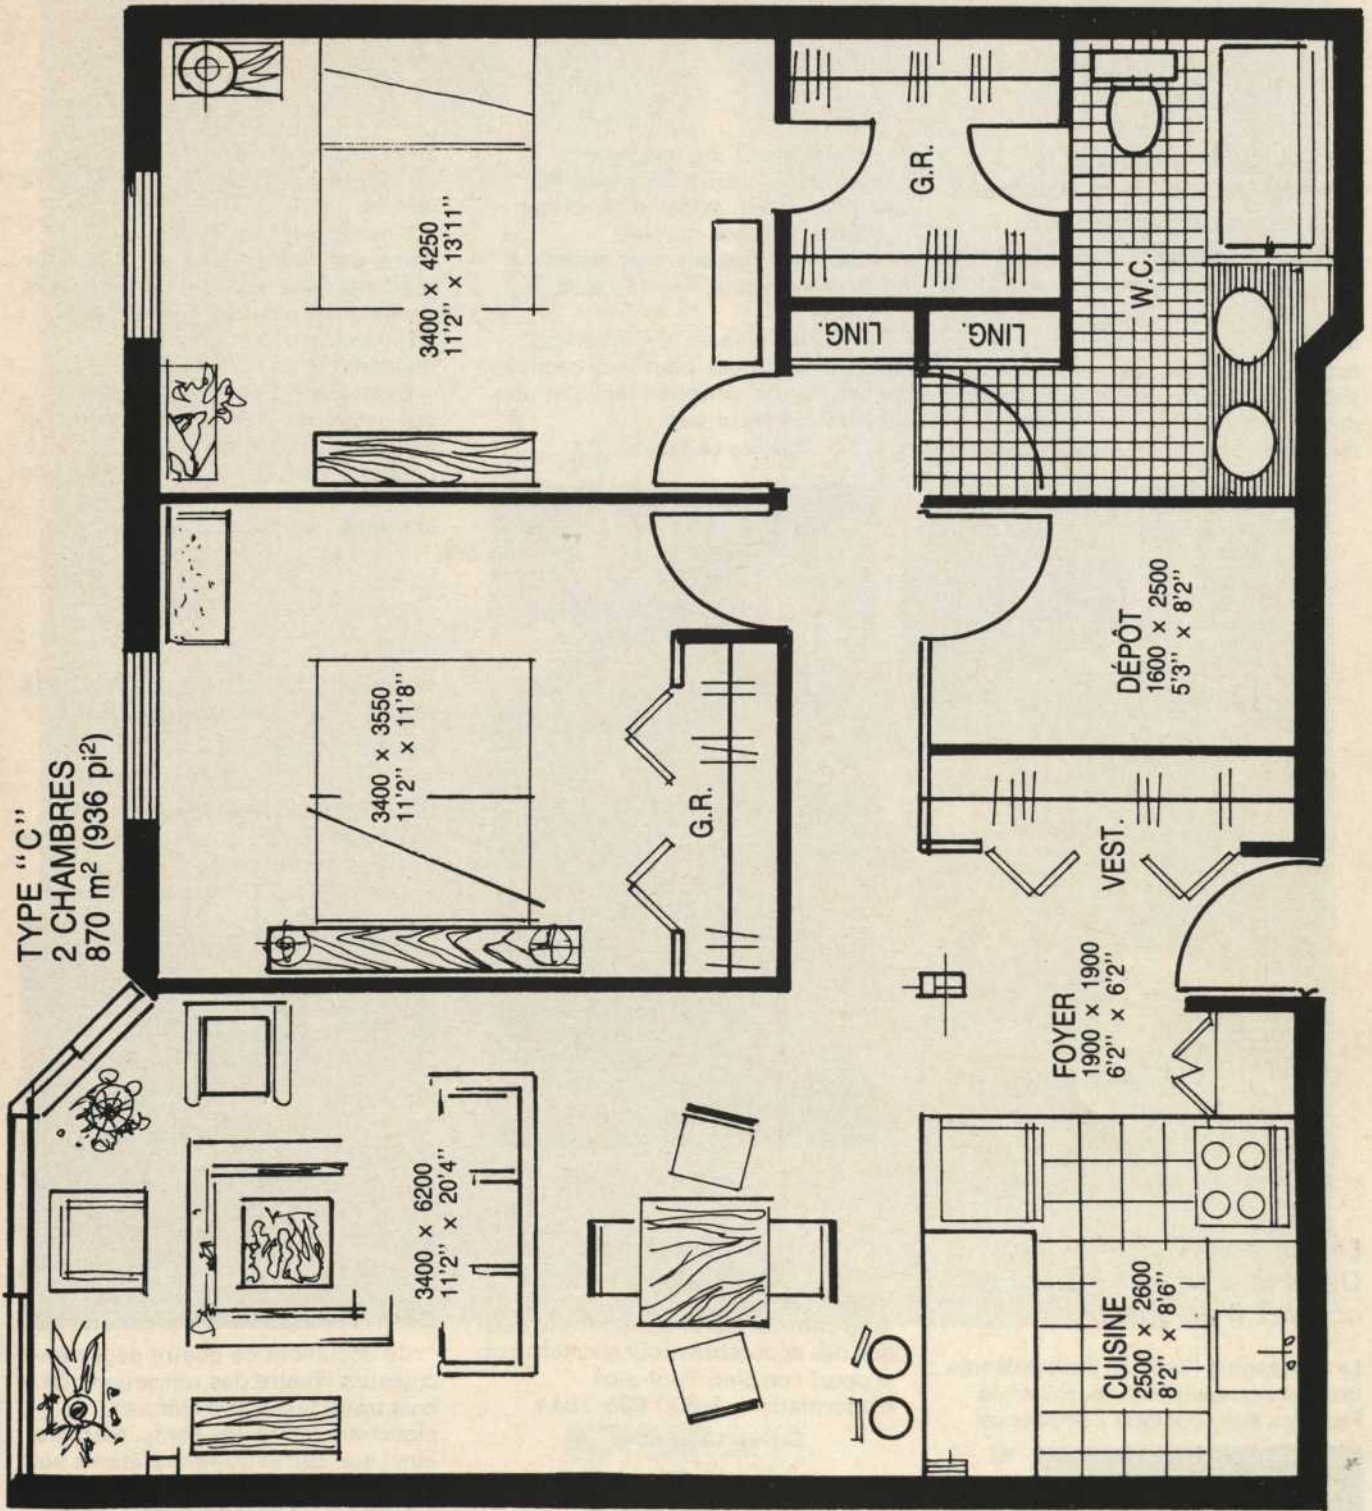 TYPE "C"
2 CHAMBRES
870 m² (936 pi²)
3400 × 6200
11'2" × 20'4"
3400 × 3550
11'2" × 11'8"
G.R.
3400 × 4250
11'2" × 13'11"
G.R.
LING.
LING.
W.C.
DÉPÔT
1600 × 2500
5'3" × 8'2"
VEST.
FOYER
1900 × 1900
6'2" × 6'2"
CUISINE
2500 × 2600
8'2" × 8'6"